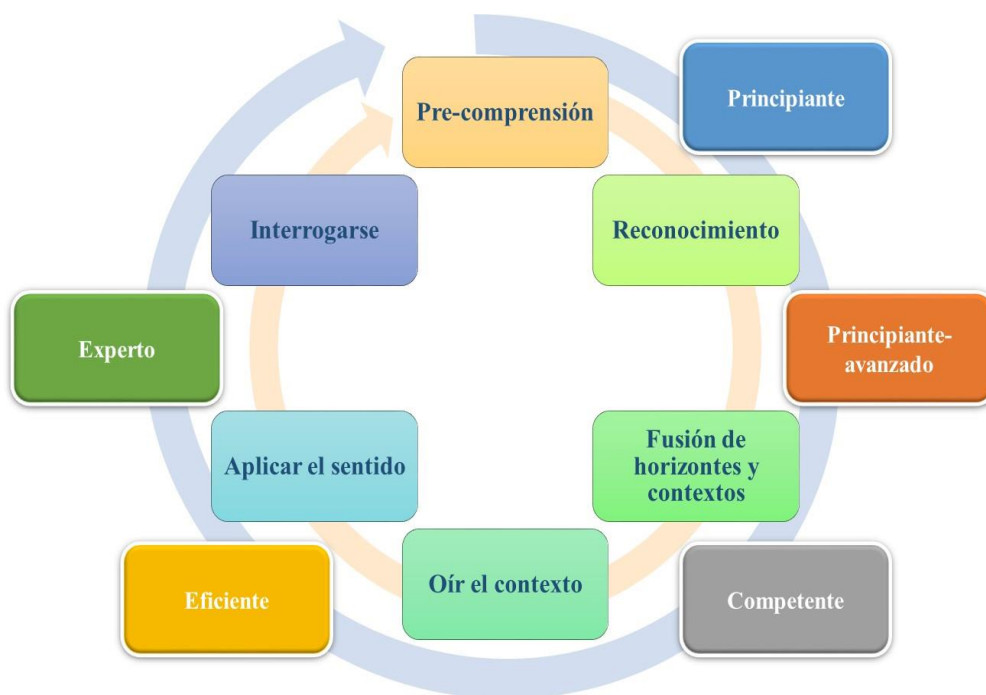 Pre-comprensión
Principiante
Interrogarse
Reconocimiento
Experto
Principiante-
avanzado
Aplicar el sentido
Fusión de
horizontes y
contextos
Oír el contexto
Eficiente
Competente